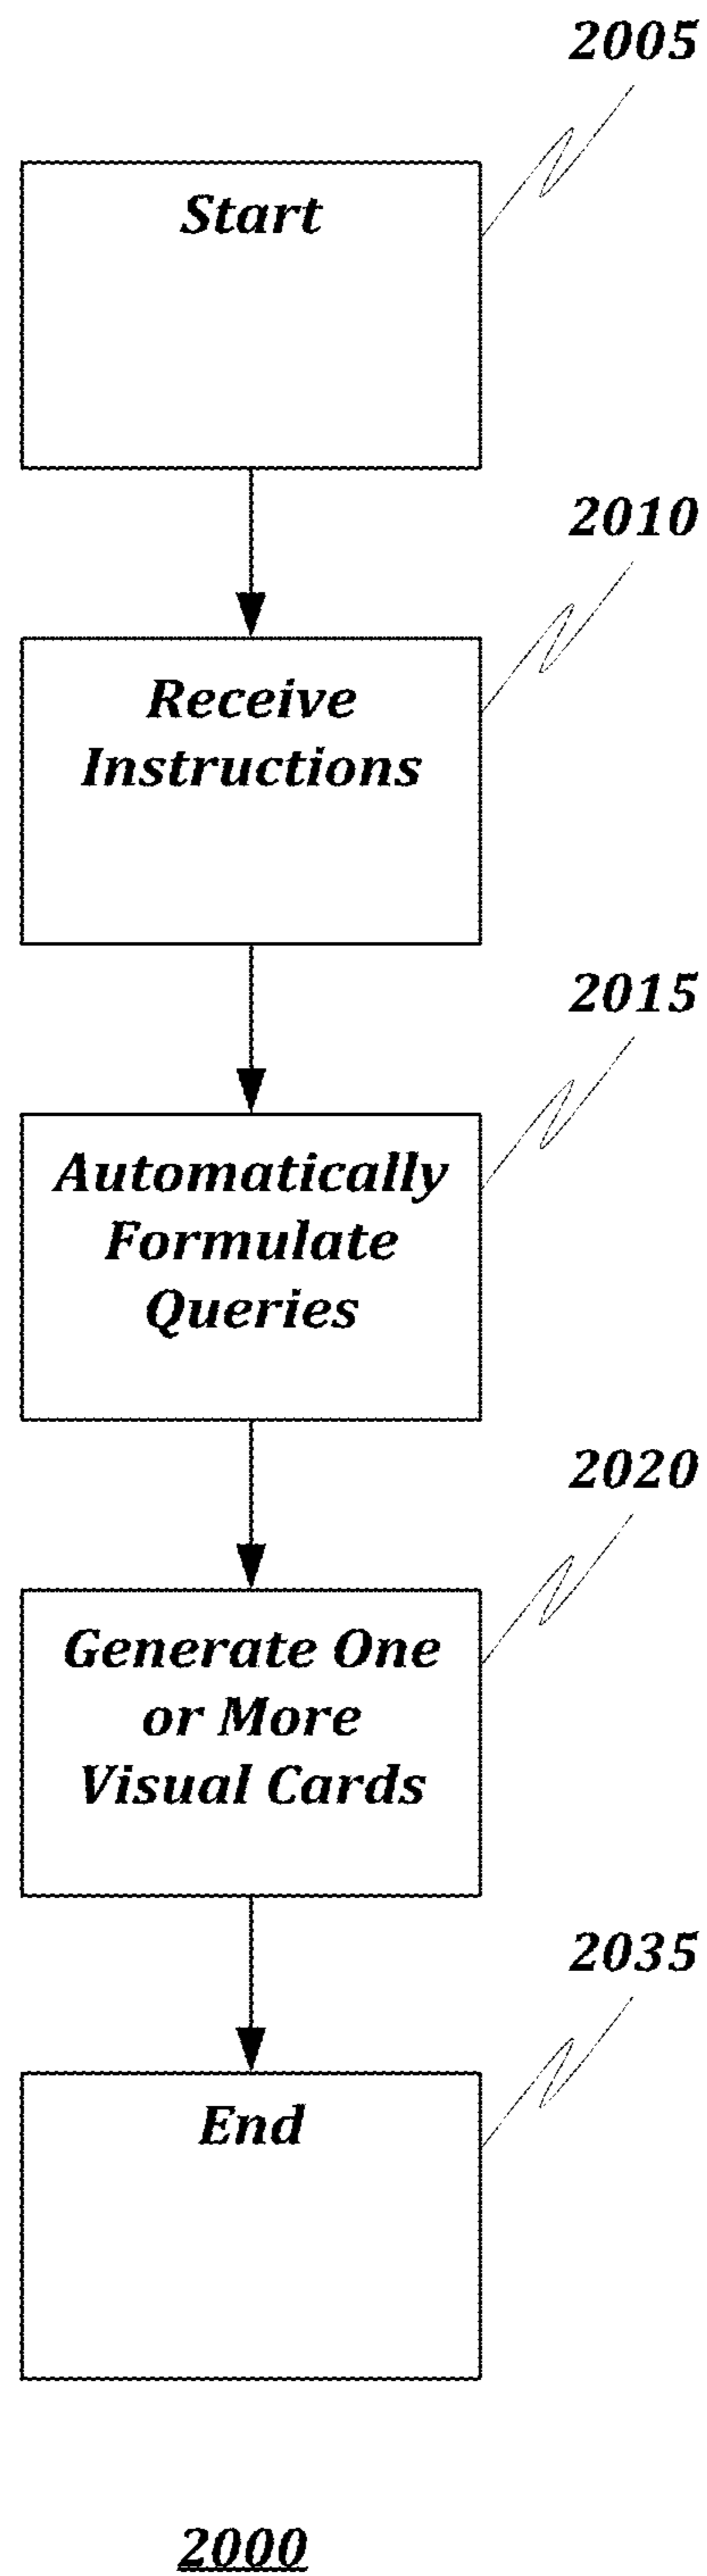 2005
Start
2010
Receive
Instructions
2015
Automatically
Formulate
Queries
2020
Generate One
or More
Visual Cards
2035
End
2000